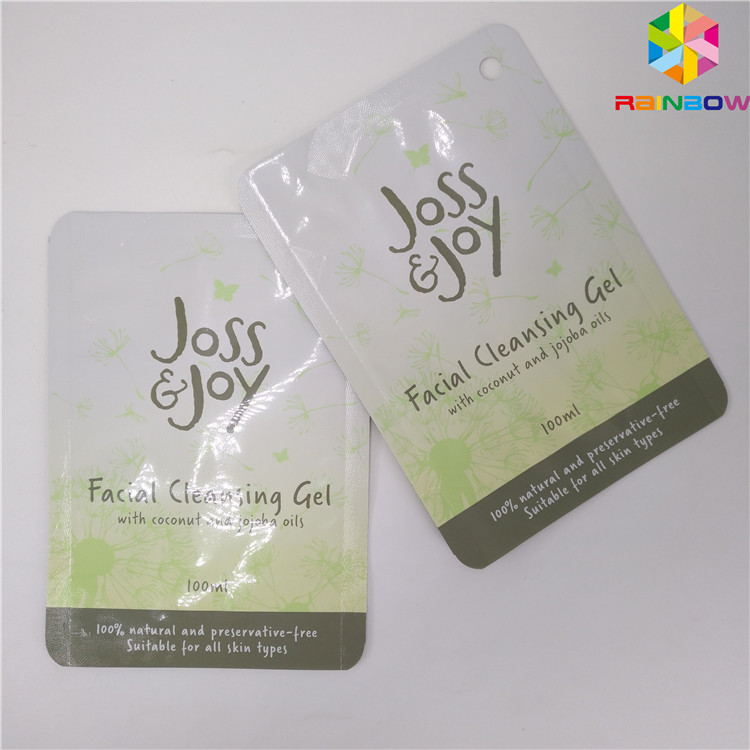 RAINBOW
Joss
& Joy
Facial Cleansing Gel
with coconut and jojoba oils
100ml
100% natural and preservative-free
Suitable for all skin types
Joss
& Joy
Facial Cleansing Gel
with coconut and jojoba oils
100ml
100% natural and preservative-free
Suitable for all skin types